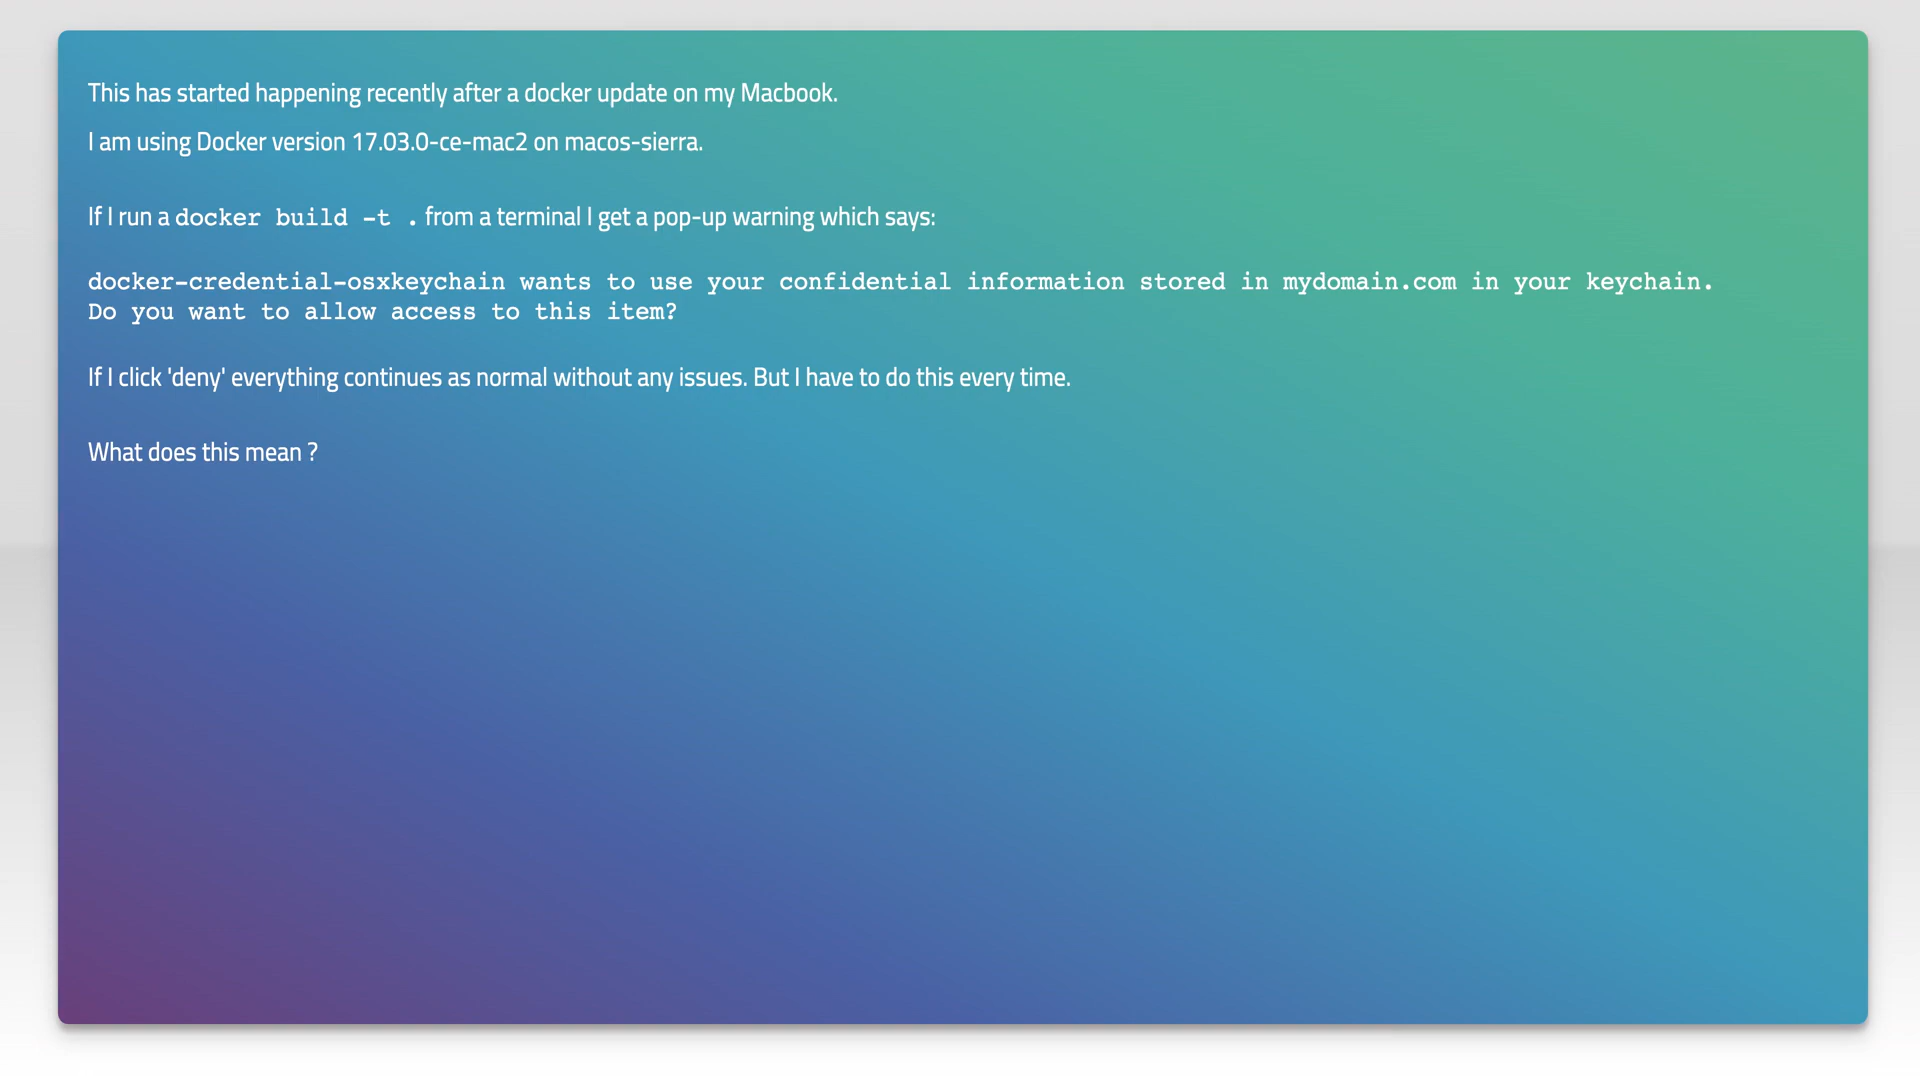 This has started happening recently after a docker update on my Macbook.
I am using Docker version 17.03.0-ce-mac2 on macos-sierra.
If I run a docker build -t . from a terminal I get a pop-up warning which says:
docker-credential-osxkeychain wants to use your confidential information stored in mydomain.com in your keychain.
Do you want to allow access to this item?
If I click 'deny' everything continues as normal without any issues. But I have to do this every time.
What does this mean ?